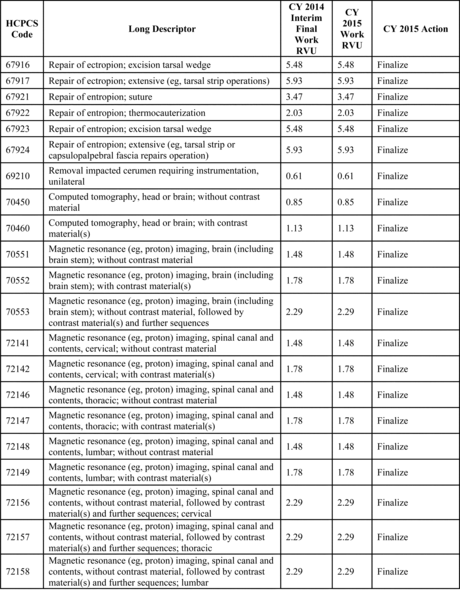 HCPCS Code Long Descriptor CY 2014 Interim Final Work RVU CY 2015 Work RVU CY 2015 Action
67916 Repair of ectropion; excision tarsal wedge 5.48 5.48 Finalize
67917 Repair of ectropion; extensive (eg, tarsal strip operations) 5.93 5.93 Finalize
67921 Repair of entropion; suture 3.47 3.47 Finalize
67922 Repair of entropion; thermocauterization 2.03 2.03 Finalize
67923 Repair of entropion; excision tarsal wedge 5.48 5.48 Finalize
67924 Repair of entropion; extensive (eg, tarsal strip or
capsulopalpebral fascia repairs operation) 5.93 5.93 Finalize
69210 Removal impacted cerumen requiring instrumentation,
unilateral 0.61 0.61 Finalize
70450 Computed tomography, head or brain; without contrast
material 0.85 0.85 Finalize
70460 Computed tomography, head or brain; with contrast
material(s) 1.13 1.13 Finalize
70551 Magnetic resonance (eg, proton) imaging, brain (including
brain stem); without contrast material 1.48 1.48 Finalize
70552 Magnetic resonance (eg, proton) imaging, brain (including
brain stem); with contrast material(s) 1.78 1.78 Finalize
70553 Magnetic resonance (eg, proton) imaging, brain (including
brain stem); without contrast material, followed by
contrast material(s) and further sequences 2.29 2.29 Finalize
72141 Magnetic resonance (eg, proton) imaging, spinal canal and
contents, cervical; without contrast material 1.48 1.48 Finalize
72142 Magnetic resonance (eg, proton) imaging, spinal canal and
contents, cervical; with contrast material(s) 1.78 1.78 Finalize
72146 Magnetic resonance (eg, proton) imaging, spinal canal and
contents, thoracic; without contrast material 1.48 1.48 Finalize
72147 Magnetic resonance (eg, proton) imaging, spinal canal and
contents, thoracic; with contrast material(s) 1.78 1.78 Finalize
72148 Magnetic resonance (eg, proton) imaging, spinal canal and
contents, lumbar; without contrast material 1.48 1.48 Finalize
72149 Magnetic resonance (eg, proton) imaging, spinal canal and
contents, lumbar; with contrast material(s) 1.78 1.78 Finalize
72156 Magnetic resonance (eg, proton) imaging, spinal canal and
contents, without contrast material, followed by contrast
material(s) and further sequences; cervical 2.29 2.29 Finalize
72157 Magnetic resonance (eg, proton) imaging, spinal canal and
contents, without contrast material, followed by contrast
material(s) and further sequences; thoracic 2.29 2.29 Finalize
72158 Magnetic resonance (eg, proton) imaging, spinal canal and
contents, without contrast material, followed by contrast
material(s) and further sequences; lumbar 2.29 2.29 Finalize